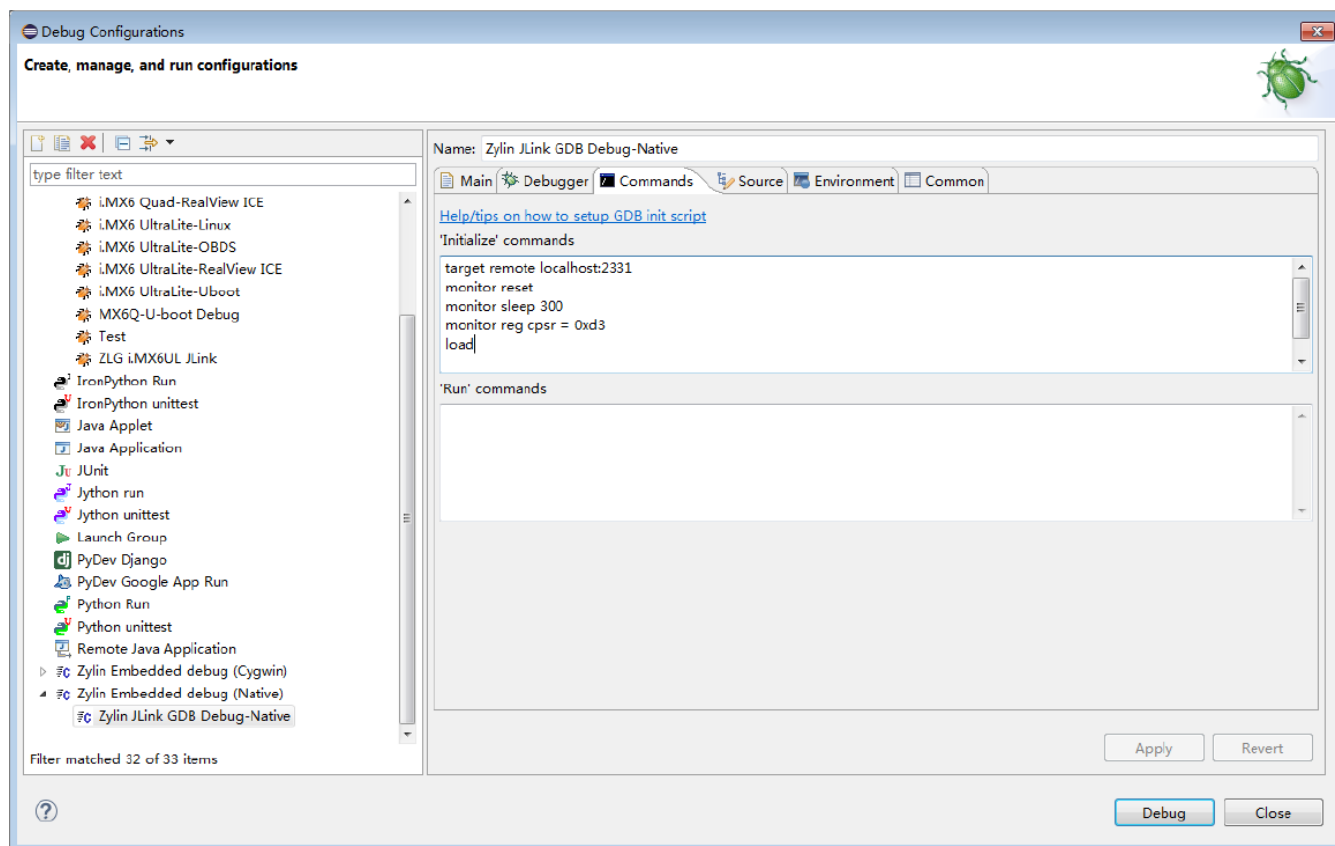 Debug Configurations
Create, manage, and run configurations
type filter text
i.MX6 Quad-RealView ICE
i.MX6 UltraLite-Linux
i.MX6 UltraLite-OBDS
i.MX6 UltraLite-RealView ICE
i.MX6 UltraLite-Uboot
MX6Q-U-boot Debug
Test
ZLG i.MX6UL JLink
IronPython Run
IronPython unittest
Java Applet
Java Application
Ju JUnit
Jython run
Jython unittest
Launch Group
dj PyDev Django
PyDev Google App Run
Python Run
Python unittest
Remote Java Application
Zylin Embedded debug (Cygwin)
Zylin Embedded debug (Native)
Zylin JLink GDB Debug-Native
Filter matched 32 of 33 items
Name: Zylin JLink GDB Debug-Native
Main Debugger Commands Source Environment Common
Help/tips on how to setup GDB init script
'Initialize' commands
target remote localhost:2331
monitor reset
monitor sleep 300
monitor reg cpsr = 0xd3
load
'Run' commands
Apply Revert
? Debug Close